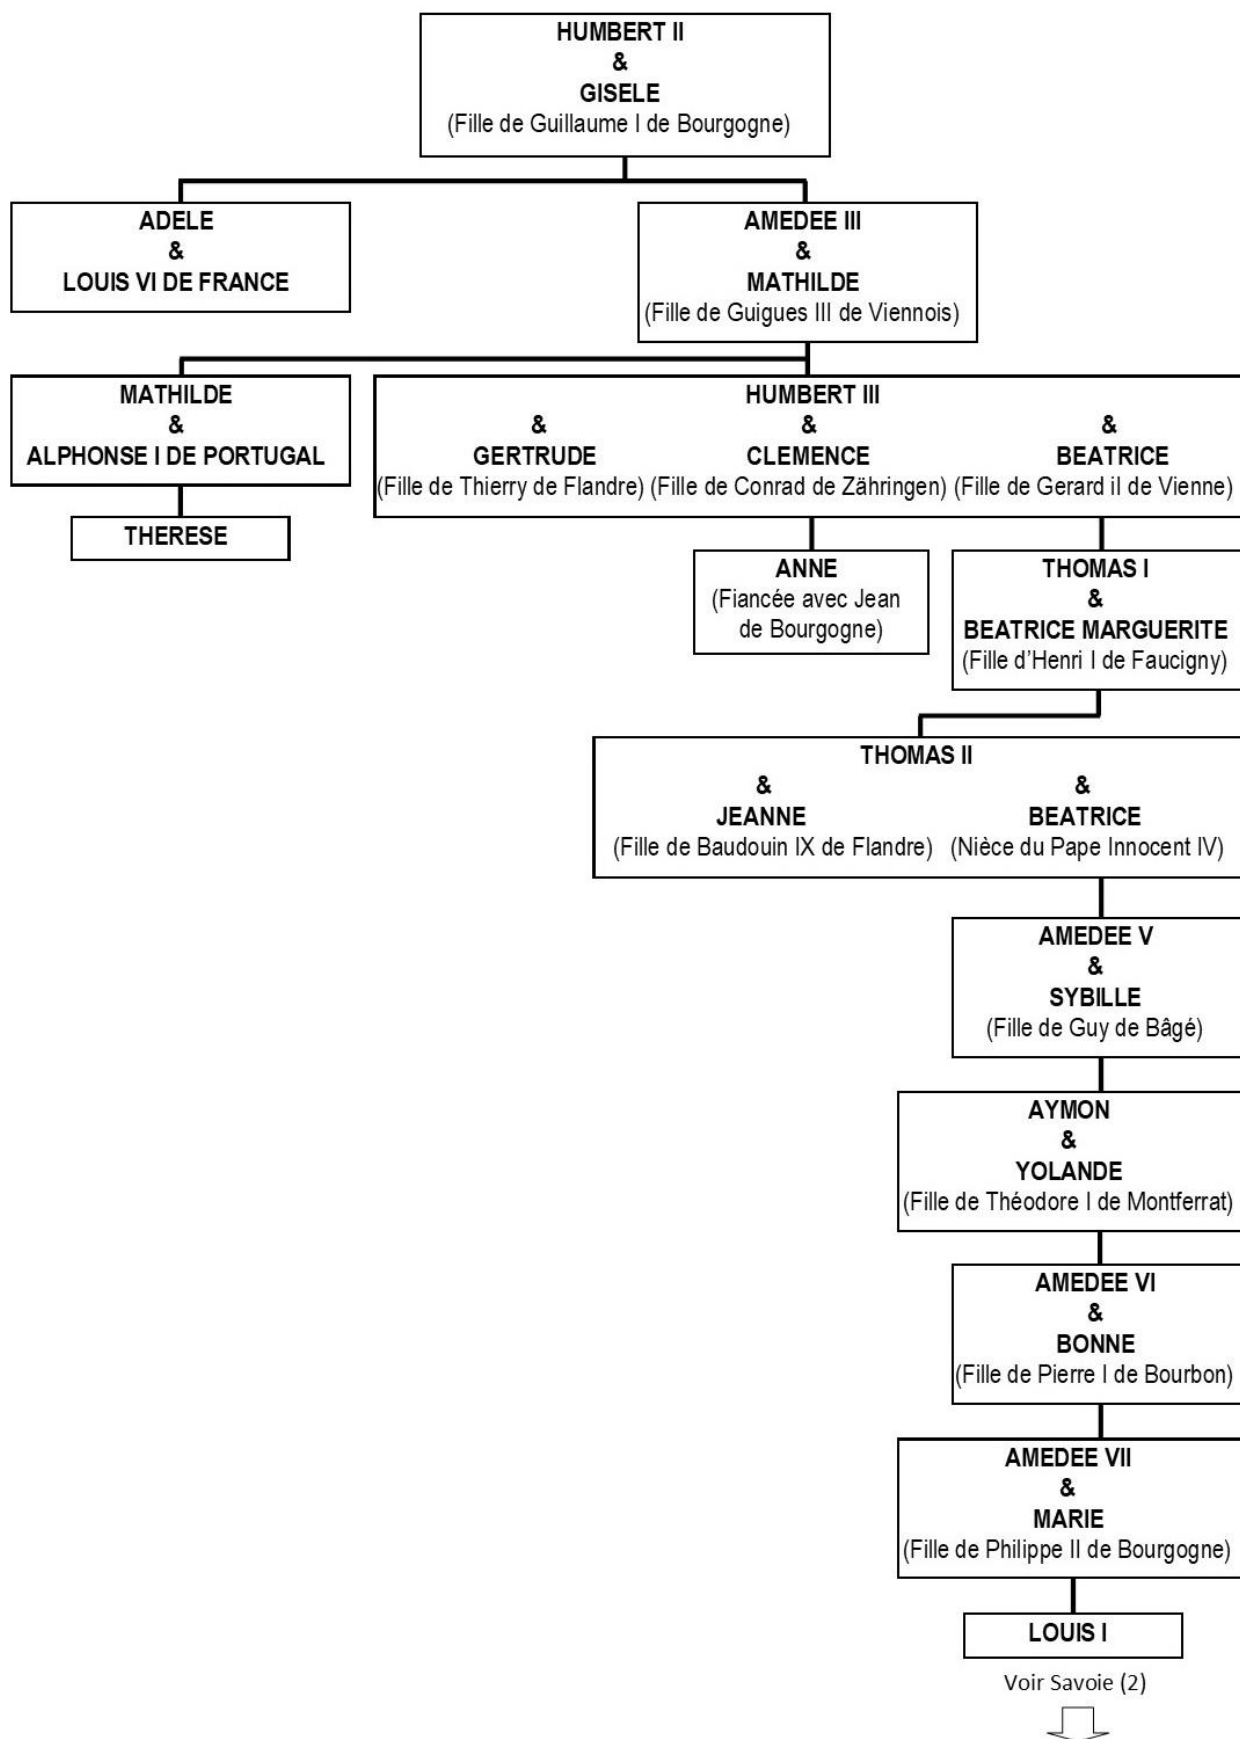 HUMBERT II
&
GISELE
(Fille de Guillaume I de Bourgogne)
ADELE
&
LOUIS VI DE FRANCE
AMEDEE III
&
MATHILDE
(Fille de Guigues III de Viennois)
MATHILDE
&
ALPHONSE I DE PORTUGAL
HUMBERT III
& & &
GERTRUDE CLEMENCE BEATRICE
(Fille de Thierry de Flandre) (Fille de Conrad de Zähringen) (Fille de Gerard iI de Vienne)
THERESE
ANNE
(Fiancée avec Jean
de Bourgogne)
THOMAS I
&
BEATRICE MARGUERITE
(Fille d'Henri I de Faucigny)
THOMAS II
& &
JEANNE BEATRICE
(Fille de Baudouin IX de Flandre) (Nièce du Pape Innocent IV)
AMEDEE V
&
SYBILLE
(Fille de Guy de Bâgé)
AYMON
&
YOLANDE
(Fille de Théodore I de Montferrat)
AMEDEE VI
&
BONNE
(Fille de Pierre I de Bourbon)
AMEDEE VII
&
MARIE
(Fille de Philippe II de Bourgogne)
LOUIS I
Voir Savoie (2)